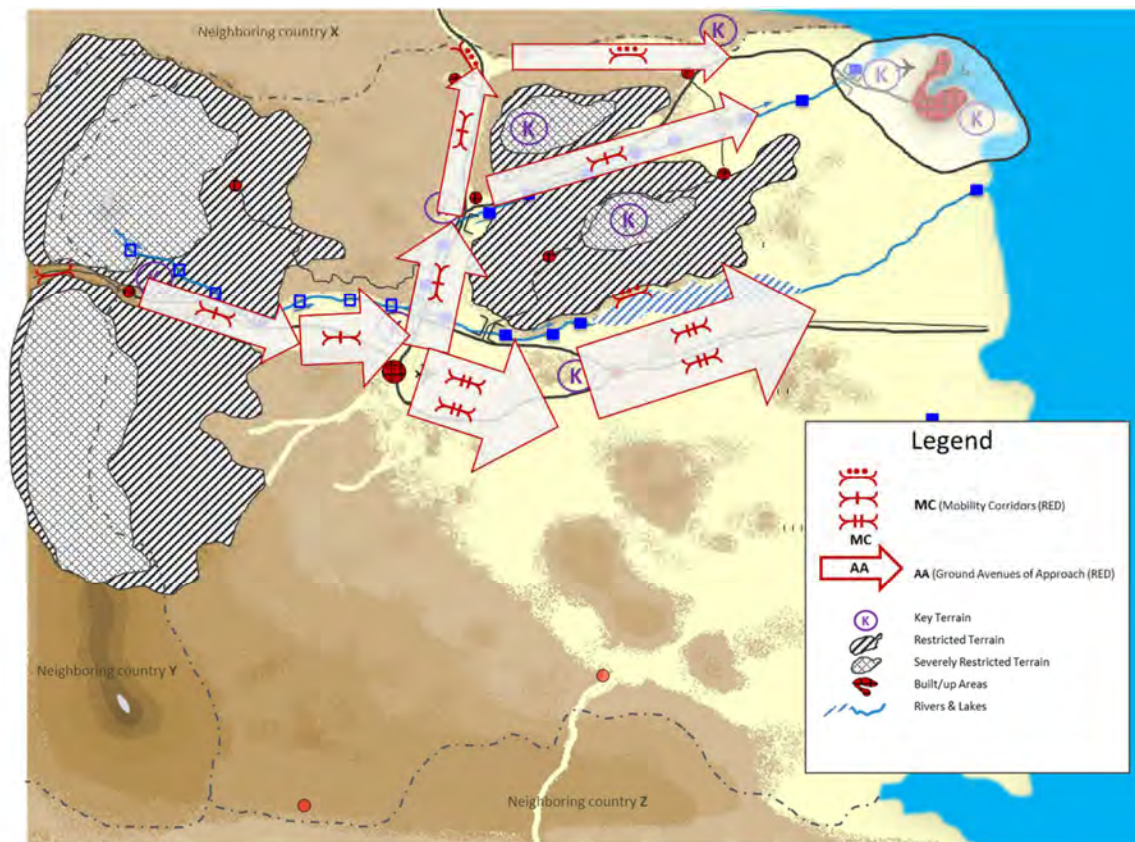 Neighboring country X
K
K
K
K
K
K
K
Legend
MC (Mobility Corridors (RED)
MC
AA
AA (Ground Avenues of Approach (RED)
K
Key Terrain
Restricted Terrain
Severely Restricted Terrain
Built/up Areas
Rivers & Lakes
Neighboring country Y
Neighboring country Z